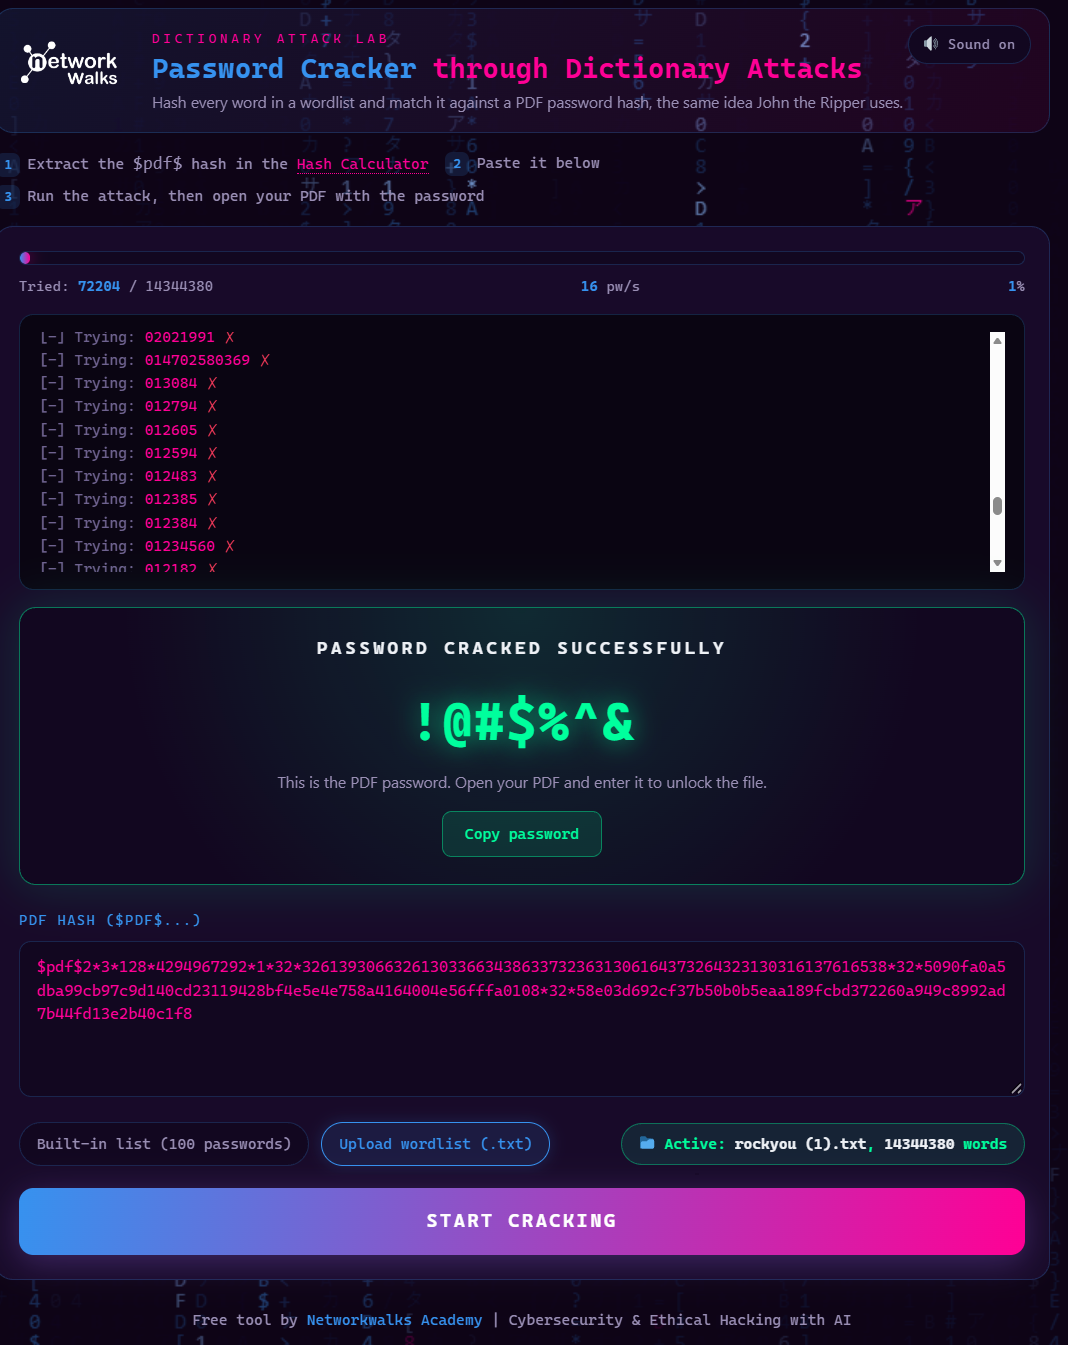 network
Walks
DICTIONARY ATTACK LAB
Password Cracker through Dictionary Attacks
Hash every word in a wordlist and match it against a PDF password hash, the same idea John the Ripper uses.
Sound on
1 Extract the $pdf$ hash in the Hash Calculator 2 Paste it below
3 Run the attack, then open your PDF with the password
Tried: 72204 / 14344380 16 pw/s 1%
[-] Trying: 02021991 ✗
[-] Trying: 014702580369 ✗
[-] Trying: 013084 ✗
[-] Trying: 012794 ✗
[-] Trying: 012605 ✗
[-] Trying: 012594 ✗
[-] Trying: 012483 ✗
[-] Trying: 012385 ✗
[-] Trying: 012384 ✗
[-] Trying: 01234560 ✗
[-] Trying: 012182 ✗
PASSWORD CRACKED SUCCESSFULLY
!@#$%^&
This is the PDF password. Open your PDF and enter it to unlock the file.
Copy password
PDF HASH ($PDF$...)
$pdf$2*3*128*4294967292*1*32*3261393066326130336634386337323631306164373264323130316137616538*32*5090fa0a5
dba99cb97c9d140cd23119428bf4e5e4e758a4164004e56fffa0108*32*58e03d692cf37b50b0b5eaa189fcbd372260a949c8992ad
7b44fd13e2b40c1f8
Built-in list (100 passwords) Upload wordlist (.txt) Active: rockyou (1).txt, 14344380 words
START CRACKING
Free tool by Networkwalks Academy | Cybersecurity & Ethical Hacking with AI